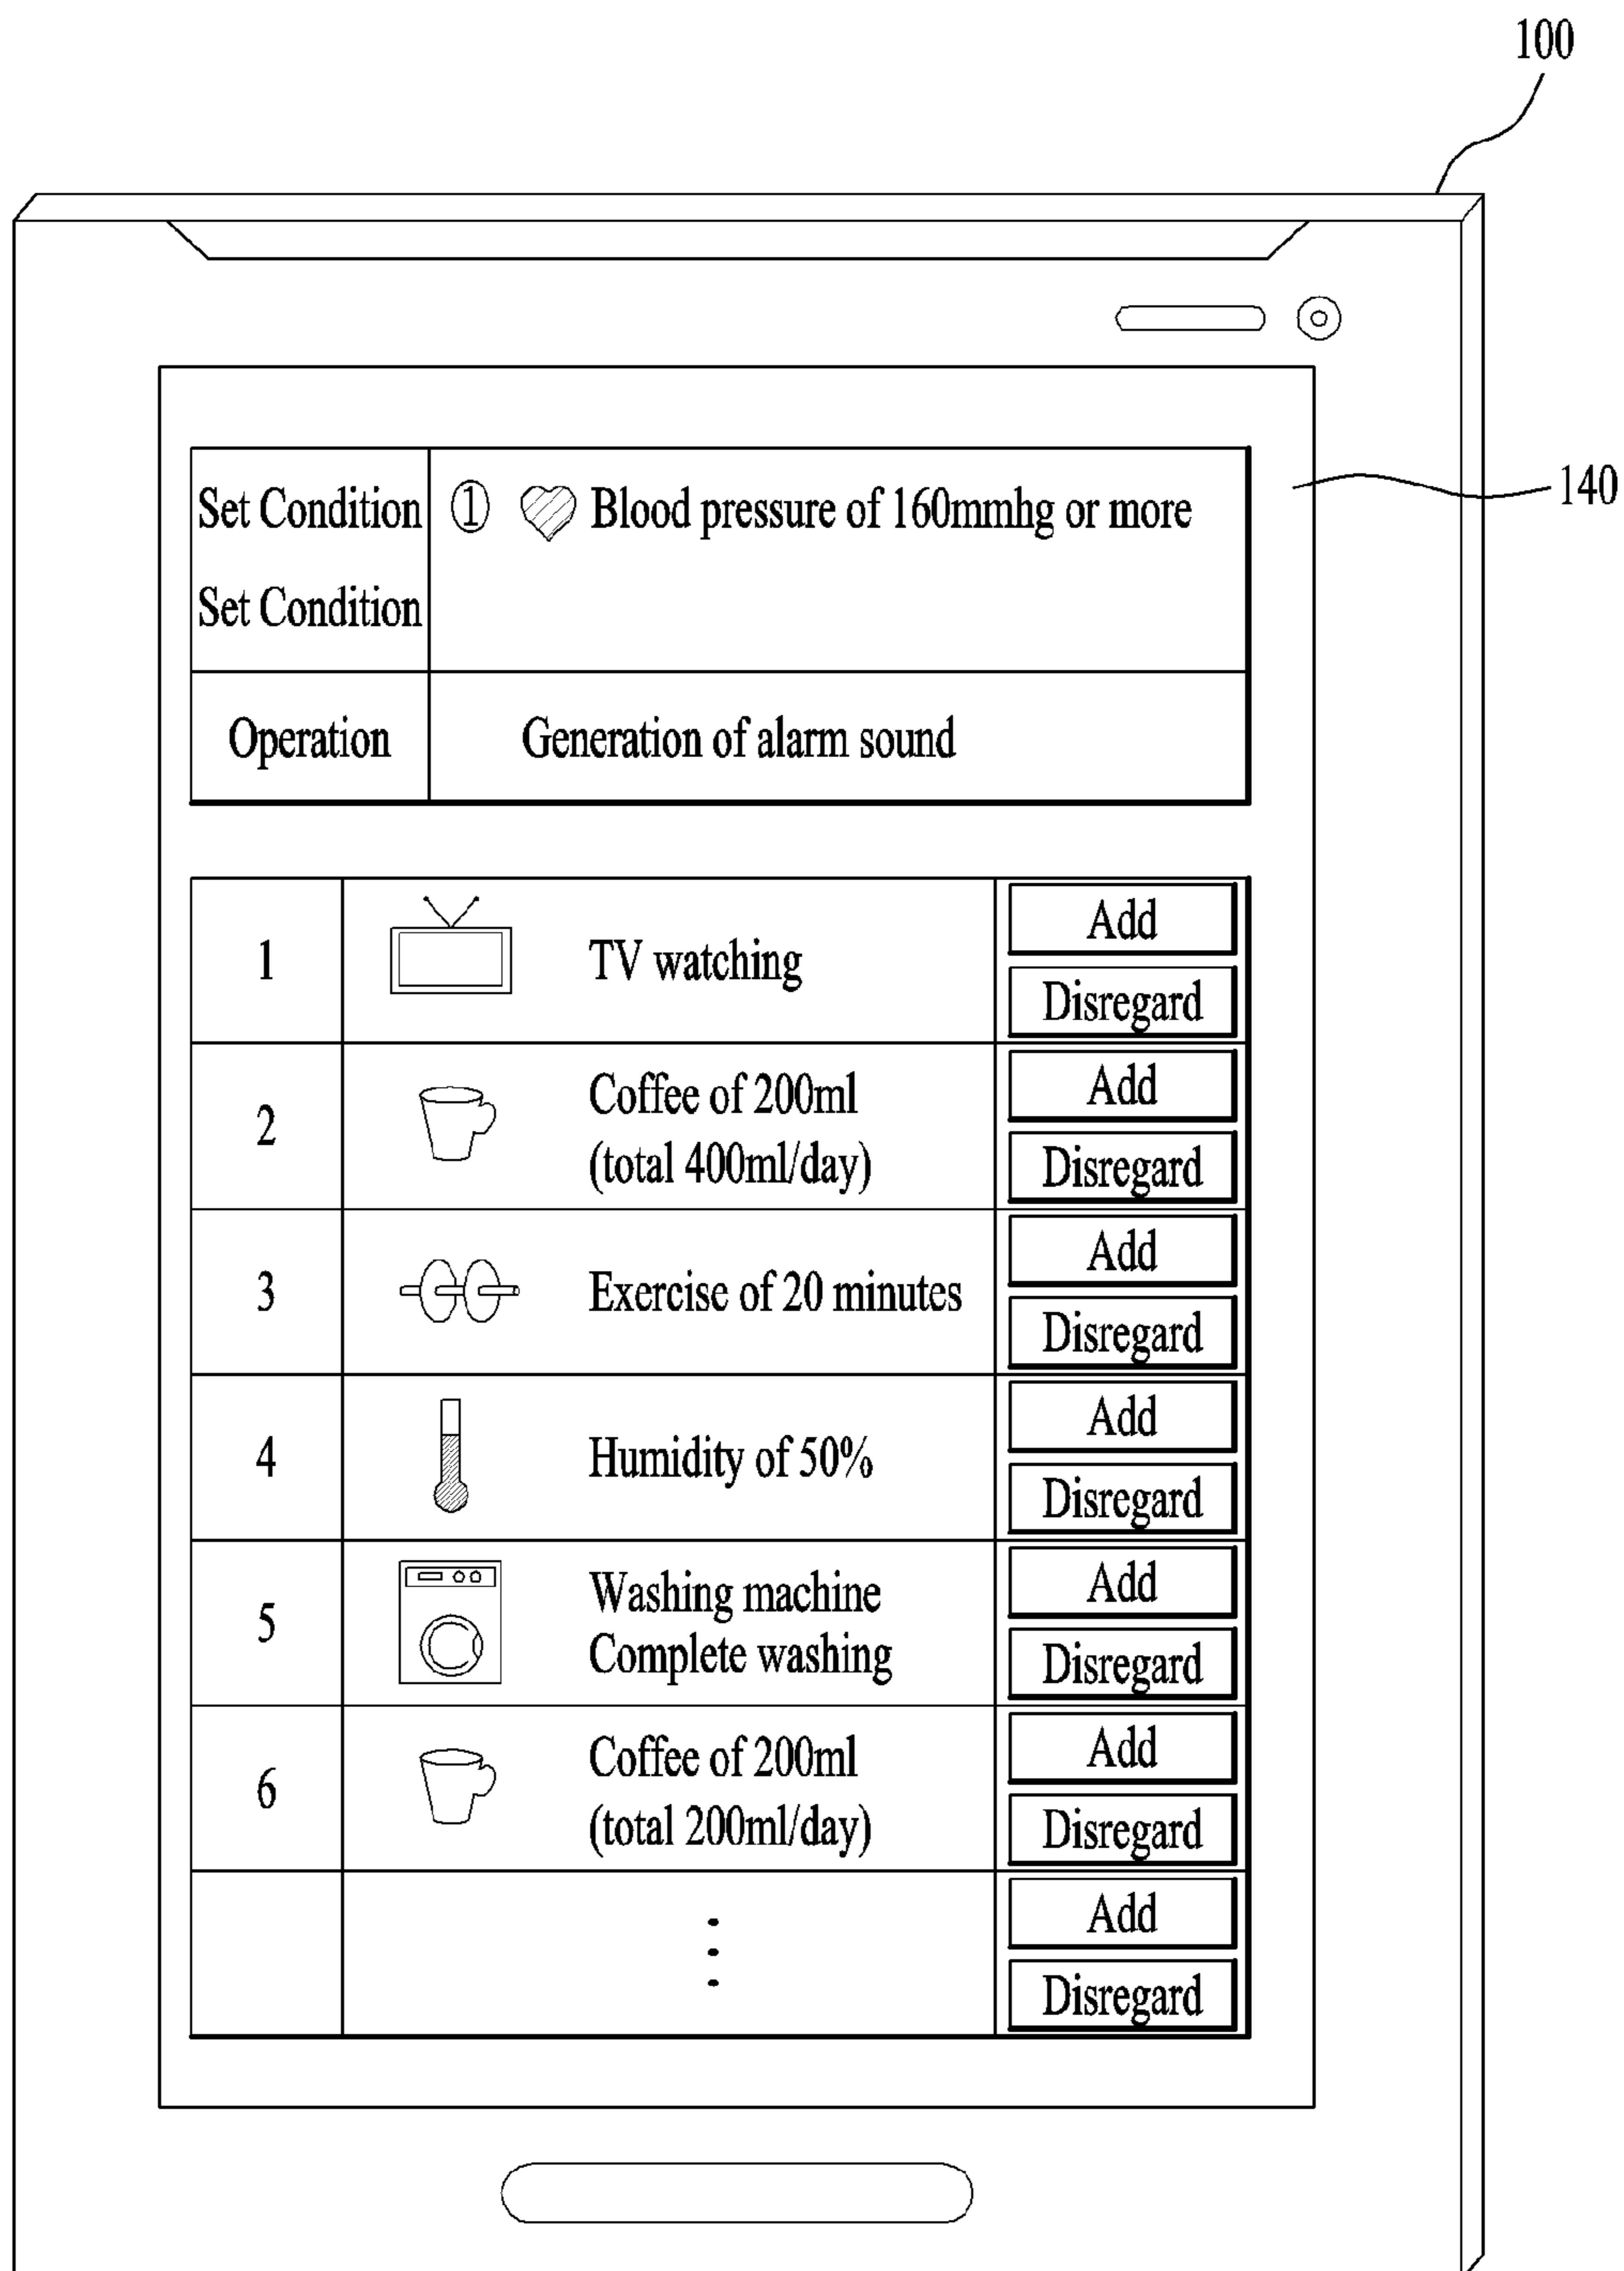 100
140
Set Condition ① Blood pressure of 160mmhg or more
Set Condition
Operation Generation of alarm sound
1 TV watching Add
Disregard
2 Coffee of 200ml Add
(total 400ml/day) Disregard
3 Exercise of 20 minutes Add
Disregard
4 Humidity of 50% Add
Disregard
5 Washing machine Add
Complete washing Disregard
6 Coffee of 200ml Add
(total 200ml/day) Disregard
Add
Disregard